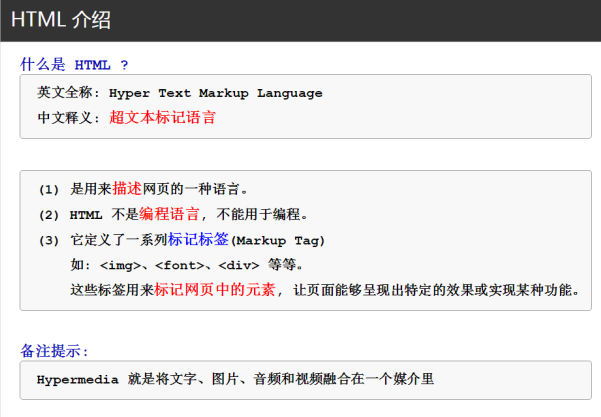 HTML 介绍
什么是 HTML ?
英文全称: Hyper Text Markup Language
中文释义: 超文本标记语言
(1) 是用来描述网页的一种语言。
(2) HTML 不是编程语言, 不能用于编程。
(3) 它定义了一系列标记标签(Markup Tag)
如: <img>、<font>、<div> 等等。
这些标签用来标记网页中的元素, 让页面能够呈现出特定的效果或实现某种功能。
备注提示:
Hypermedia 就是将文字、图片、音频和视频融合在一个媒介里